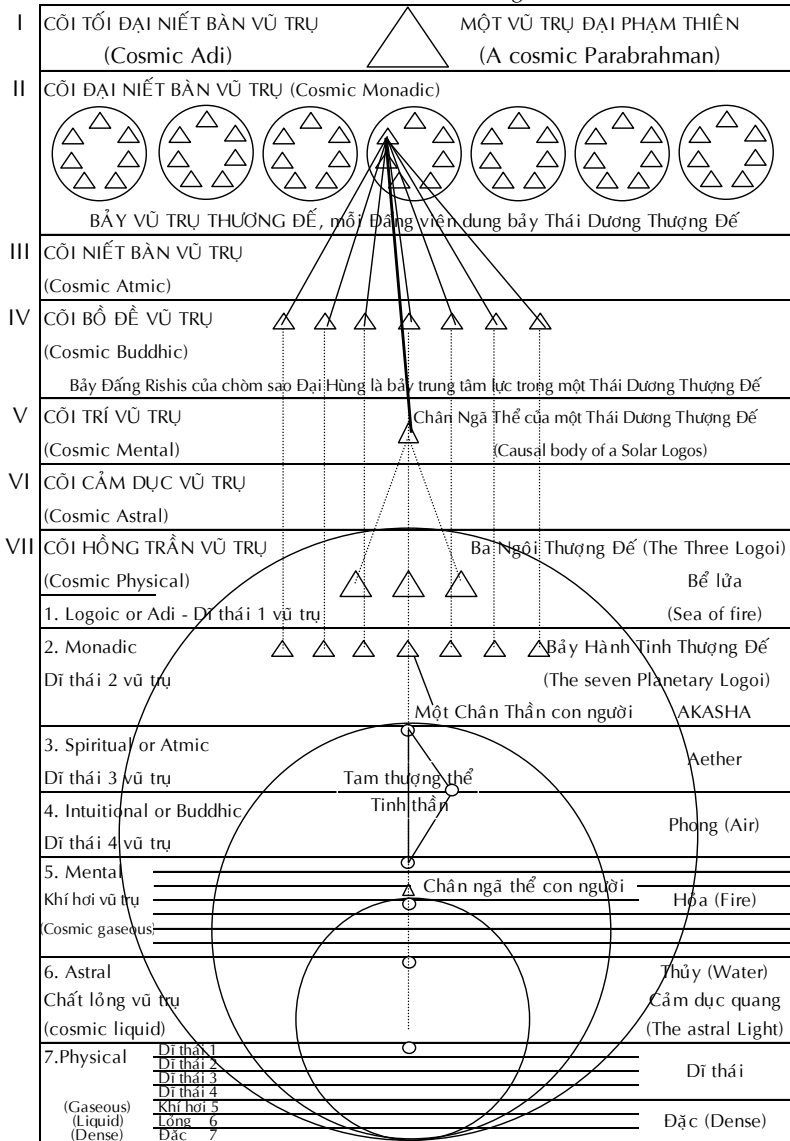 I CÕI TỐI ĐẠI NIẾT BÀN VŨ TRỤ MỘT VŨ TRỤ ĐẠI PHẠM THIÊN
(Cosmic Adi) (A cosmic Parabrahman)
II CÕI ĐẠI NIẾT BÀN VŨ TRỤ (Cosmic Monadic)
BẢY VŨ TRỤ THƯƠNG ĐẾ, mỗi Đấng viên dung bảy Thái Dương Thượng Đế
III CÕI NIẾT BÀN VŨ TRỤ
(Cosmic Atmic)
IV CÕI BỒ ĐỀ VŨ TRỤ
(Cosmic Buddhic)
Bảy Đấng Rishis của chòm sao Đại Hùng là bảy trung tâm lực trong một Thái Dương Thượng Đế
V CÕI TRÍ VŨ TRỤ Chân Ngã Thể của một Thái Dương Thượng Đế
(Cosmic Mental) (Causal body of a Solar Logos)
VI CÕI CẢM DỤC VŨ TRỤ
(Cosmic Astral)
VII CÕI HỒNG TRẦN VŨ TRỤ Ba Ngôi Thượng Đế (The Three Logoi)
(Cosmic Physical) Bể lửa
1. Logoic or Adi - Dĩ thái 1 vũ trụ (Sea of fire)
2. Monadic Bảy Hành Tinh Thượng Đế
Dĩ thái 2 vũ trụ (The seven Planetary Logoi)
Một Chân Thần con người AKASHA
3. Spiritual or Atmic Aether
Dĩ thái 3 vũ trụ Tam thượng thể
Tinh thần
4. Intuitional or Buddhic Phong (Air)
Dĩ thái 4 vũ trụ
5. Mental Chân ngã thể con người
Khí hơi vũ trụ Hỏa (Fire)
(Cosmic gaseous)
6. Astral Thủy (Water)
Chất lỏng vũ trụ Cảm dục quang
(cosmic liquid) (The astral Light)
7.Physical Dĩ thái 1
Dĩ thái 2
Dĩ thái 3 Dĩ thái
Dĩ thái 4
(Gaseous) Khí hơi 5
(Liquid) Lỏng 6 Đặc (Dense)
(Dense) Đặc 7